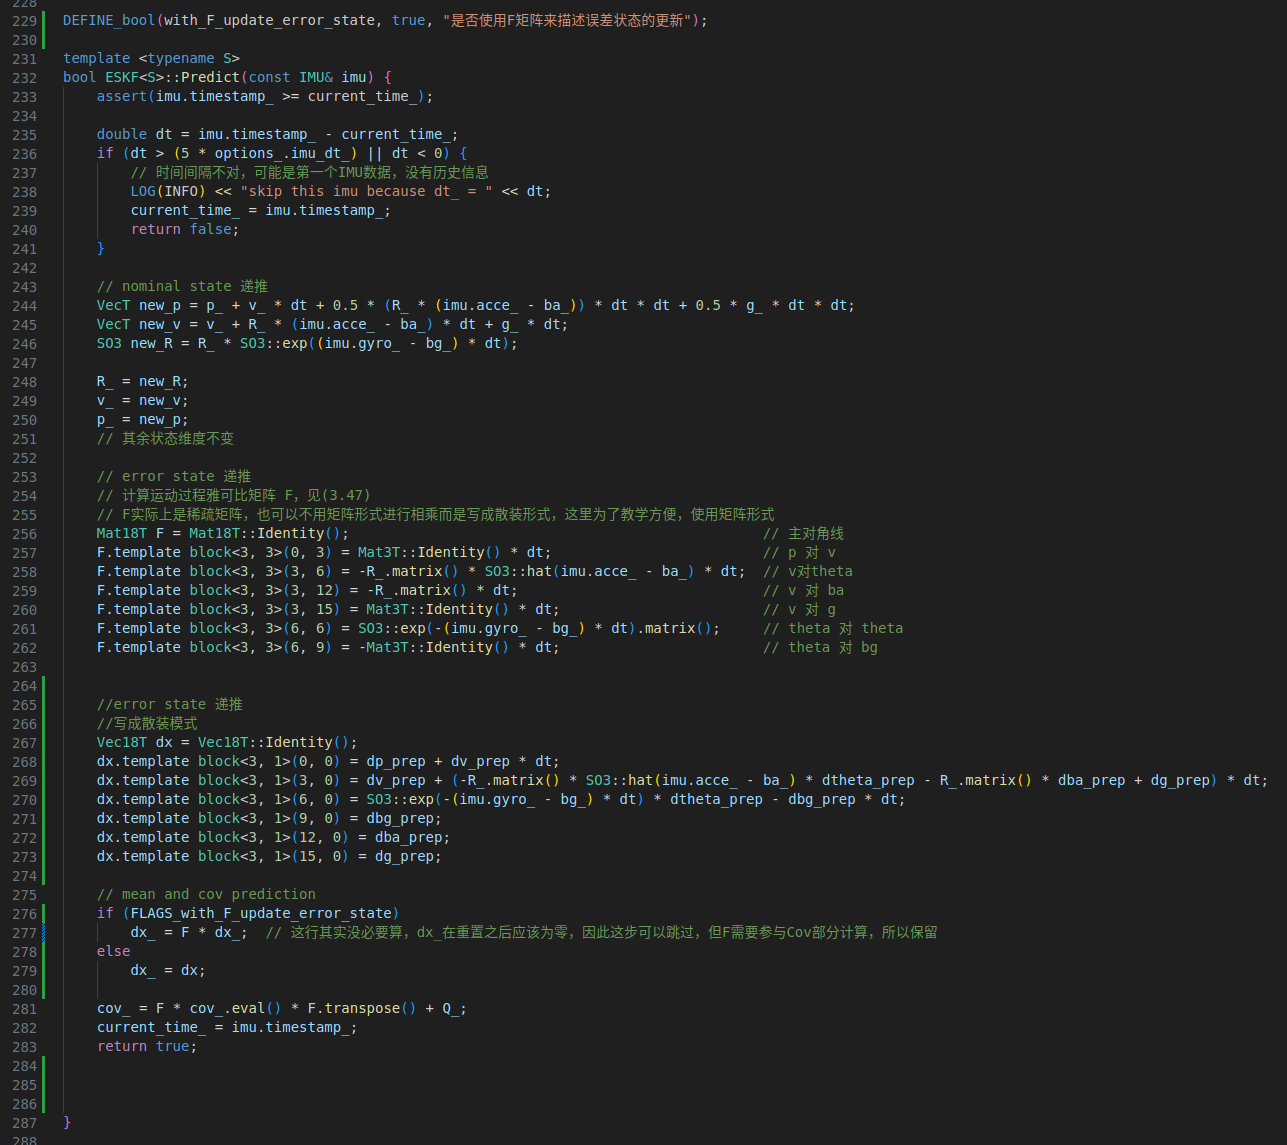 228
229 DEFINE_bool(with_F_update_error_state, true, "是否使用F矩阵来描述误差状态的更新");
230
231 template <typename S>
232 bool ESKF<S>::Predict(const IMU& imu) {
233     assert(imu.timestamp_ >= current_time_);
234
235     double dt = imu.timestamp_ - current_time_;
236     if (dt > (5 * options_.imu_dt_) || dt < 0) {
237         // 时间间隔不对，可能是第一个IMU数据，没有历史信息
238         LOG(INFO) << "skip this imu because dt_ = " << dt;
239         current_time_ = imu.timestamp_;
240         return false;
241     }
242
243     // nominal state 递推
244     VecT new_p = p_ + v_ * dt + 0.5 * (R_ * (imu.acce_ - ba_)) * dt * dt + 0.5 * g_ * dt * dt;
245     VecT new_v = v_ + R_ * (imu.acce_ - ba_) * dt + g_ * dt;
246     SO3 new_R = R_ * SO3::exp((imu.gyro_ - bg_) * dt);
247
248     R_ = new_R;
249     v_ = new_v;
250     p_ = new_p;
251     // 其余状态维度不变
252
253     // error state 递推
254     // 计算运动过程雅可比矩阵 F，见(3.47)
255     // F实际上是稀疏矩阵，也可以不用矩阵形式进行相乘而是写成散装形式，这里为了教学方便，使用矩阵形式
256     Mat18T F = Mat18T::Identity();                                                 // 主对角线
257     F.template block<3, 3>(0, 3) = Mat3T::Identity() * dt;                         // p 对 v
258     F.template block<3, 3>(3, 6) = -R_.matrix() * SO3::hat(imu.acce_ - ba_) * dt;  // v对theta
259     F.template block<3, 3>(3, 12) = -R_.matrix() * dt;                             // v 对 ba
260     F.template block<3, 3>(3, 15) = Mat3T::Identity() * dt;                        // v 对 g
261     F.template block<3, 3>(6, 6) = SO3::exp(-(imu.gyro_ - bg_) * dt).matrix();     // theta 对 theta
262     F.template block<3, 3>(6, 9) = -Mat3T::Identity() * dt;                        // theta 对 bg
263
264
265     //error state 递推
266     //写成散装模式
267     Vec18T dx = Vec18T::Identity();
268     dx.template block<3, 1>(0, 0) = dp_prep + dv_prep * dt;
269     dx.template block<3, 1>(3, 0) = dv_prep + (-R_.matrix() * SO3::hat(imu.acce_ - ba_) * dtheta_prep - R_.matrix() * dba_prep + dg_prep) * dt;
270     dx.template block<3, 1>(6, 0) = SO3::exp(-(imu.gyro_ - bg_) * dt) * dtheta_prep - dbg_prep * dt;
271     dx.template block<3, 1>(9, 0) = dbg_prep;
272     dx.template block<3, 1>(12, 0) = dba_prep;
273     dx.template block<3, 1>(15, 0) = dg_prep;
274
275     // mean and cov prediction
276     if (FLAGS_with_F_update_error_state)
277         dx_ = F * dx_;  // 这行其实没必要算，dx_在重置之后应该为零，因此这步可以跳过，但F需要参与Cov部分计算，所以保留
278     else
279         dx_ = dx;
280
281     cov_ = F * cov_.eval() * F.transpose() + Q_;
282     current_time_ = imu.timestamp_;
283     return true;
284
285
286
287 }
288